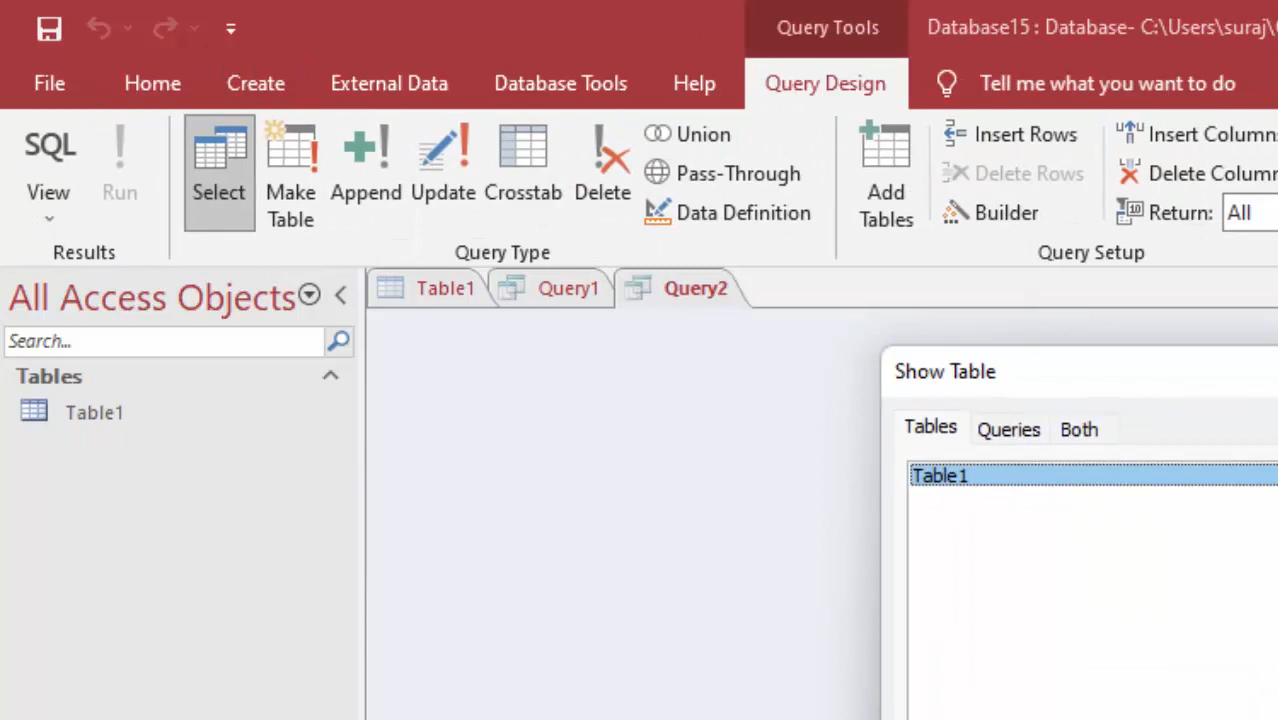 Query Tools
Database15 : Database- C:\Users\suraj\
File Home Create External Data Database Tools Help Query Design Tell me what you want to do
SQL
View
Run
Select
Make
Table
Append
Update
Crosstab
Delete
Union
Pass-Through
Data Definition
Add
Tables
Insert Rows
Delete Rows
Builder
Insert Column
Delete Colum
Return: All
Results
Query Type
Query Setup
All Access Objects
Search...
Tables
Table1
Table1 Query1 Query2
Show Table
Tables Queries Both
Table1